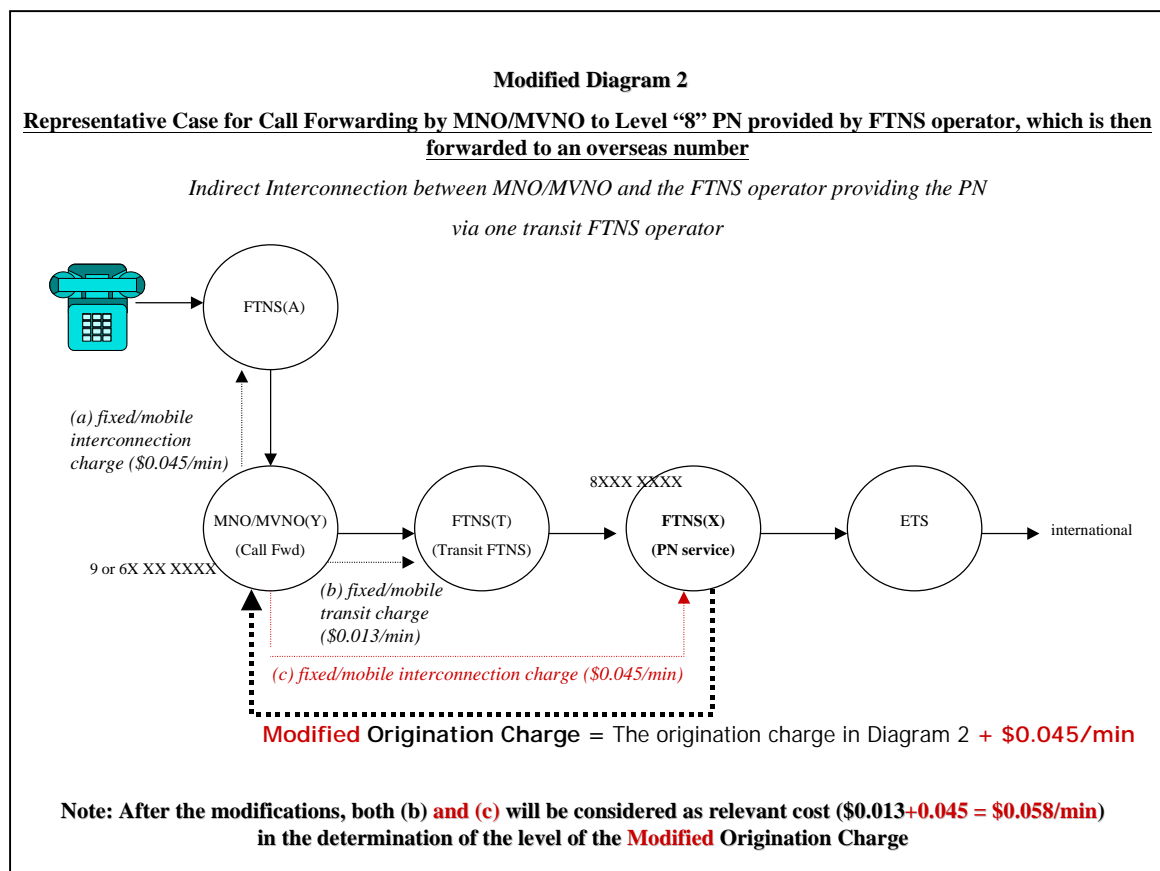 Modified Diagram 2
Representative Case for Call Forwarding by MNO/MVNO to Level “8” PN provided by FTNS operator, which is then
forwarded to an overseas number
Indirect Interconnection between MNO/MVNO and the FTNS operator providing the PN
via one transit FTNS operator
FTNS(A)
(a) fixed/mobile
interconnection
charge ($0.045/min)
8XXX XXXX
MNO/MVNO(Y)
(Call Fwd)
FTNS(T)
(Transit FTNS)
FTNS(X)
(PN service)
ETS
international
9 or 6X XX XXXX
(b) fixed/mobile
transit charge
($0.013/min)
(c) fixed/mobile interconnection charge ($0.045/min)
Modified Origination Charge = The origination charge in Diagram 2 + $0.045/min
Note: After the modifications, both (b) and (c) will be considered as relevant cost ($0.013+0.045 = $0.058/min)
in the determination of the level of the Modified Origination Charge